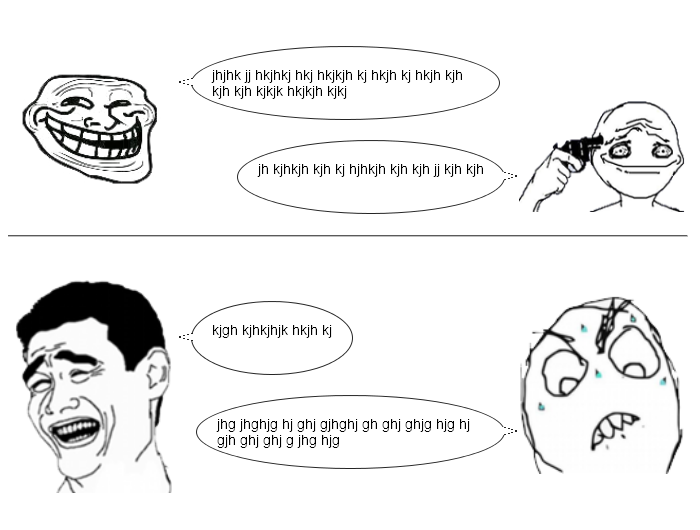 jhjhk jj hkjhkj hkj hkjkjh kj hkjh kj hkjh kjh
kjh kjh kjkjk hkjkjh kjkj
jh kjhkjh kjh kj hjhkjh kjh kjh jj kjh kjh
kjgh kjhkjhjk hkjh kj
jhg jhghjg hj ghj gjhghj gh ghj ghjg hjg hj
gjh ghj ghj g jhg hjg